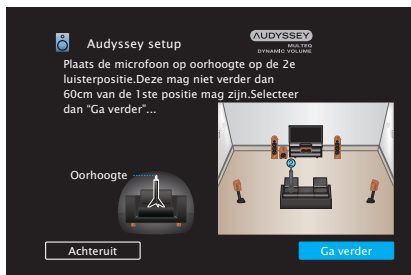 Audyssey setup
AUDYSSEY
MULTEQ
DYNAMIC VOLUME
Plaats de microfoon op oorhoogte op de 2e
luisterpositie.Deze mag niet verder dan
60cm van de 1ste positie mag zijn.Selecteer
dan "Ga verder"...
Oorhoogte
2
Achteruit
Ga verder